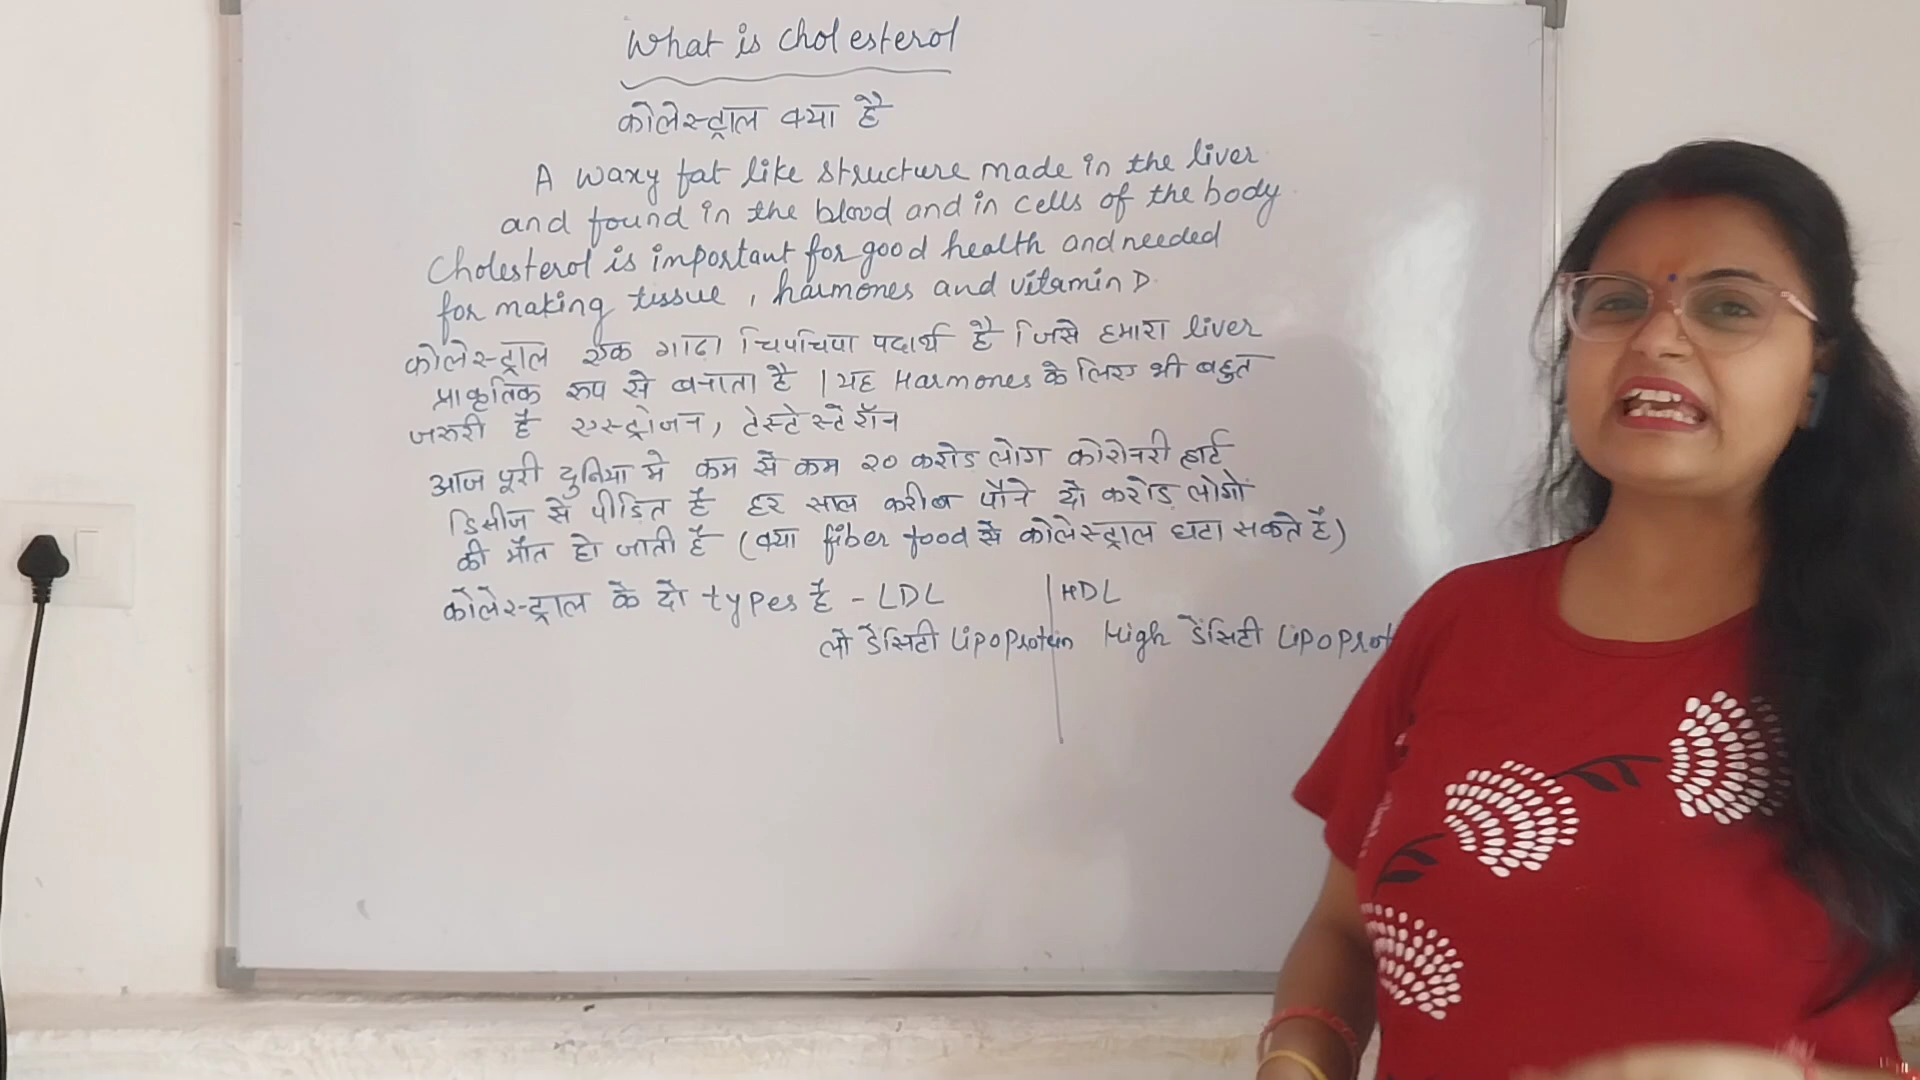 What is cholesterol
कोलेस्ट्राल क्या है
A waxy fat like structure made in the liver
and found in the blood and in cells of the body.
Cholesterol is important for good health and needed
for making tissue, harmones and vitamin D.
कोलेस्ट्राल एक गाढा चिपचिपा पदार्थ है जिसे हमारा liver
प्राकृतिक रूप से बनाता है । यह Harmones के लिए भी बहुत
जरुरी है एस्ट्रोजन, टेस्टेस्टेरॉन
आज पूरी दुनिया मे कम से कम २० करोड लोग कोरोनरी हार्ट
डिसीज से पीडित है हर साल करीब पौने दो करोड़ लोगों
की मौत हो जाती है (क्या fiber food से कोलेस्ट्राल घटा सकते है)
कोलेस्ट्राल के दो types है - LDL | HDL
लो डेंसिटी Lipoprotein High डेंसिटी Lipoprot